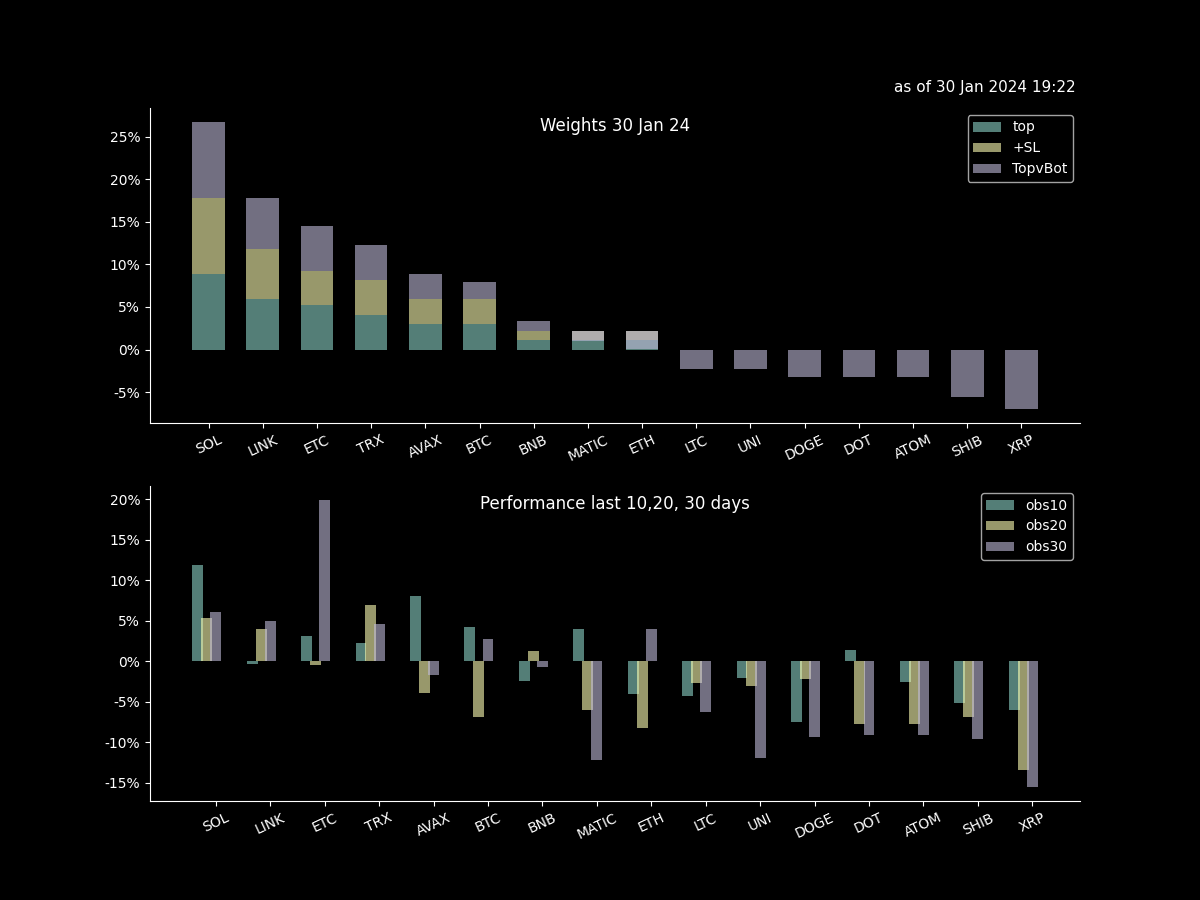 as of 30 Jan 2024 19:22
Weights 30 Jan 24
top
+SL
TopvBot
25%
20%
15%
10%
5%
0%
-5%
SOL LINK ETC TRX AVAX BTC BNB MATIC ETH LTC UNI DOGE DOT ATOM SHIB XRP
Performance last 10,20, 30 days
obs10
obs20
obs30
20%
15%
10%
5%
0%
-5%
-10%
-15%
SOL LINK ETC TRX AVAX BTC BNB MATIC ETH LTC UNI DOGE DOT ATOM SHIB XRP